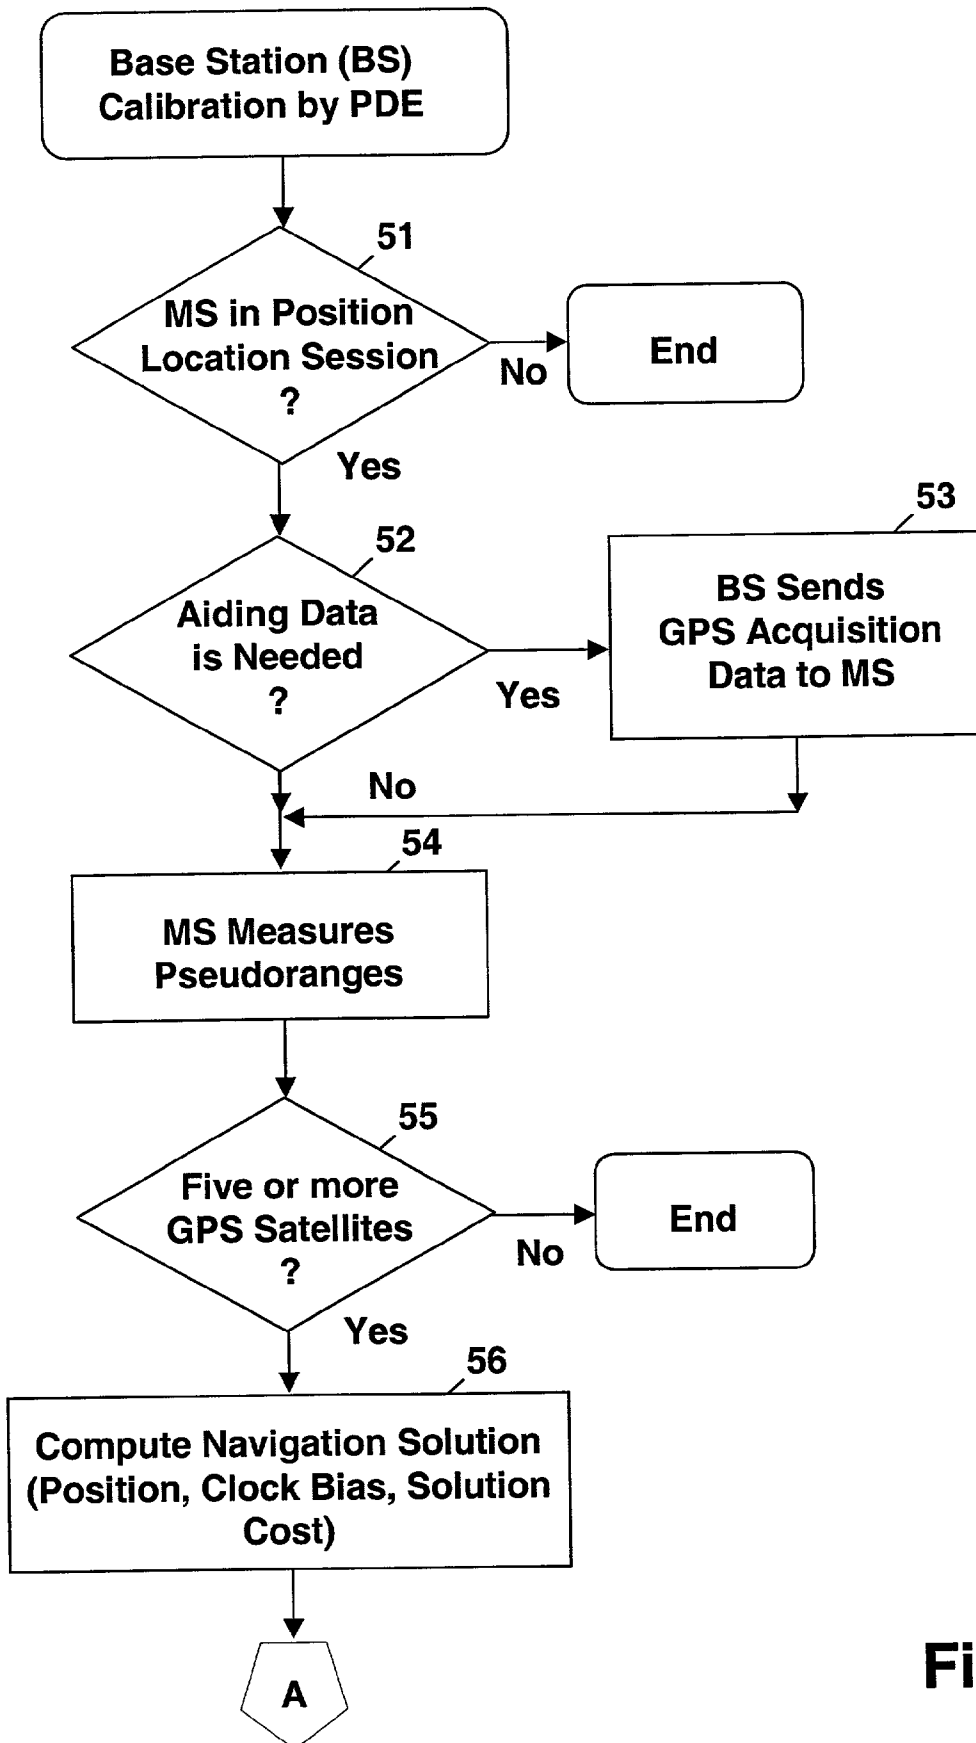 Base Station (BS)
Calibration by PDE
51
MS in Position
Location Session
?
No
End
Yes
52
Aiding Data
is Needed
?
Yes
53
BS Sends
GPS Acquisition
Data to MS
No
54
MS Measures
Pseudoranges
55
Five or more
GPS Satellites
?
No
End
Yes
56
Compute Navigation Solution
(Position, Clock Bias, Solution
Cost)
A
Fi